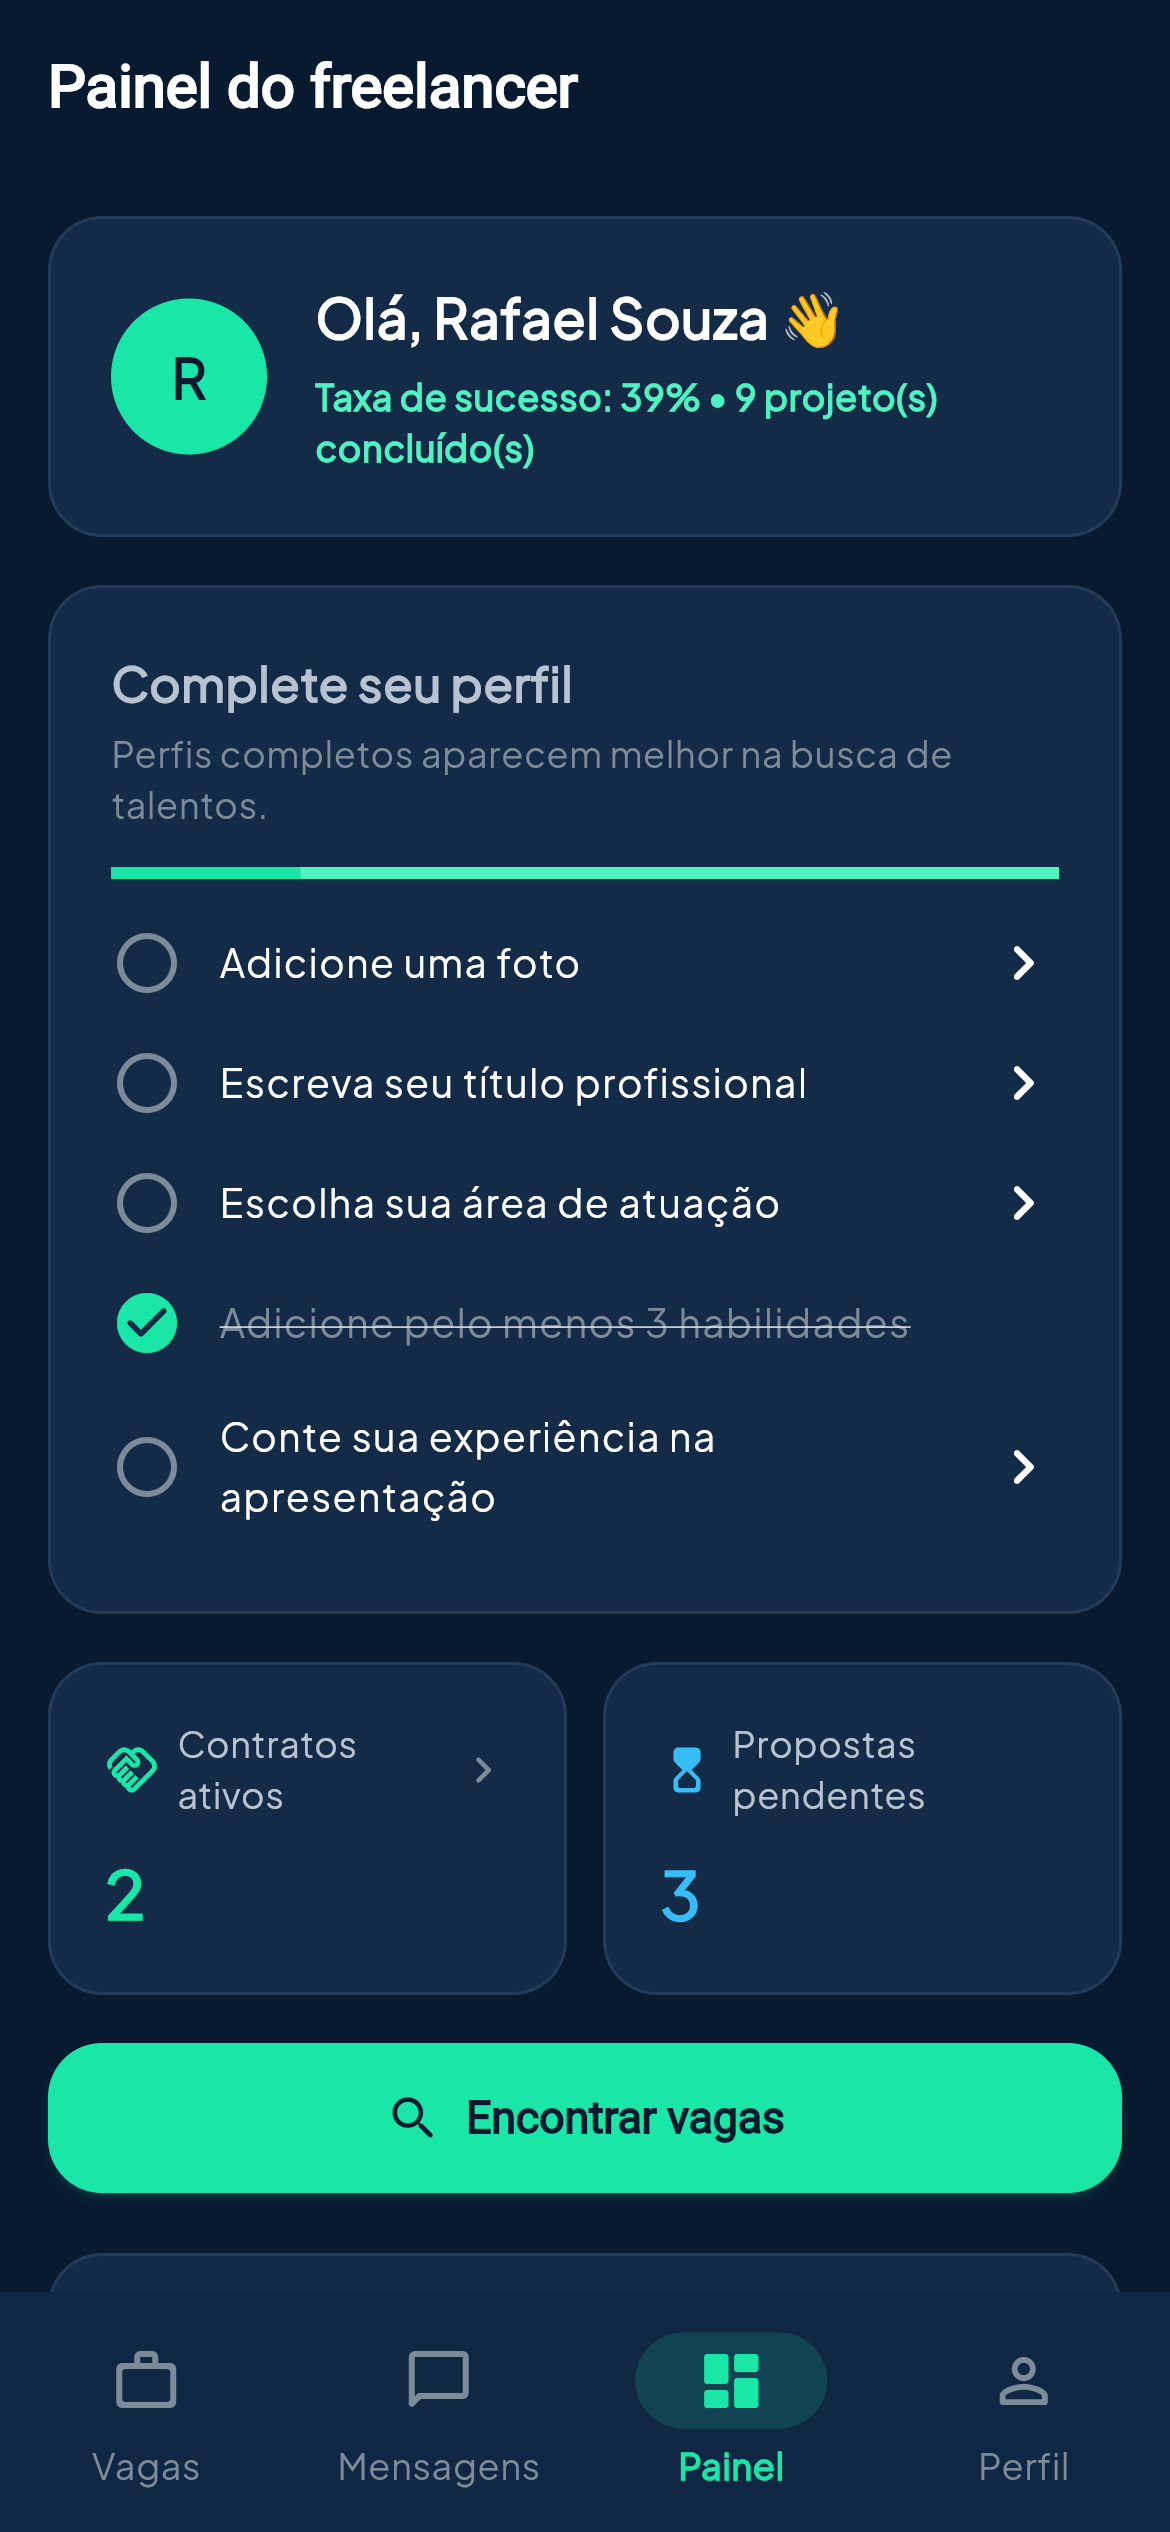 Painel do freelancer
R
Olá, Rafael Souza 👋
Taxa de sucesso: 39% • 9 projeto(s)
concluído(s)
Complete seu perfil
Perfis completos aparecem melhor na busca de
talentos.
Adicione uma foto
Escreva seu título profissional
Escolha sua área de atuação
Adicione pelo menos 3 habilidades
Conte sua experiência na
apresentação
Contratos
ativos
2
Propostas
pendentes
3
Encontrar vagas
Vagas
Mensagens
Painel
Perfil